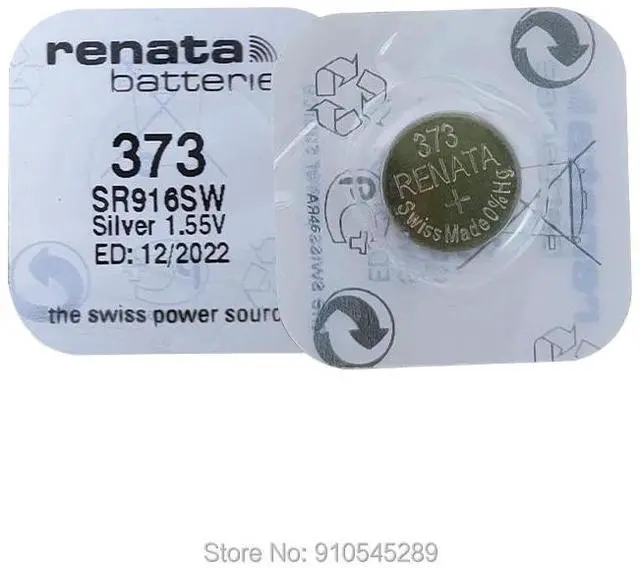 renata
batterie
373
SR916SW
Silver 1.55V
ED: 12/2022
the swiss power sourc
373
RENATA
+
Swiss Made 0%Hg
Store No: 910545289